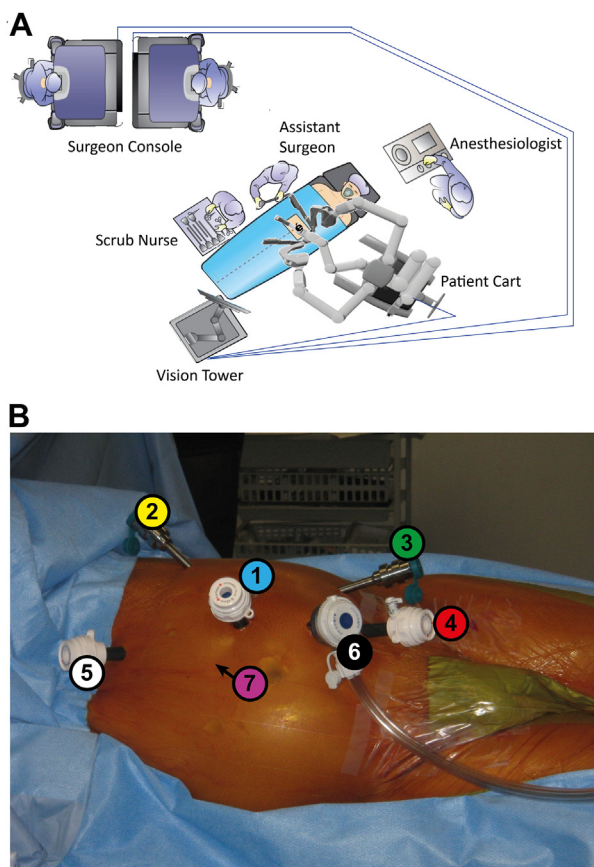 A
Surgeon Console
Assistant
Surgeon
Anesthesiologist
Scrub Nurse
Patient Cart
Vision Tower
B
2
3
1
4
5
6
7